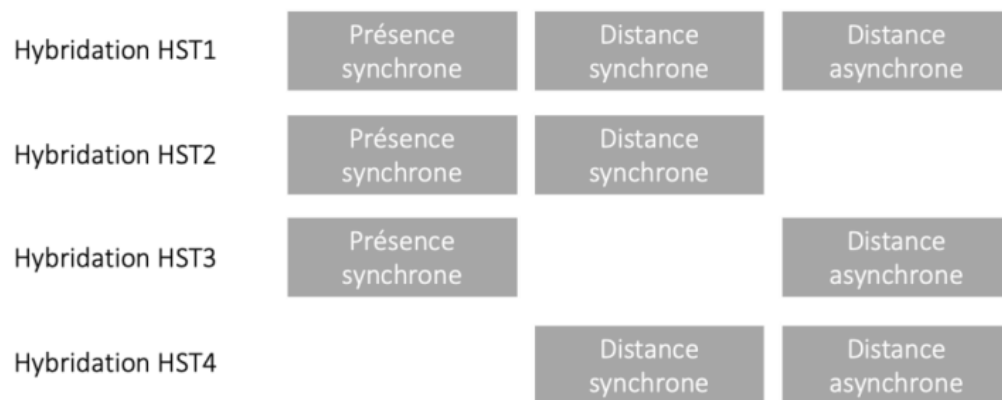 Hybridation HST1
Présence
synchrone
Distance
synchrone
Distance
asynchrone
Hybridation HST2
Présence
synchrone
Distance
synchrone
Hybridation HST3
Présence
synchrone
Distance
asynchrone
Hybridation HST4
Distance
synchrone
Distance
asynchrone